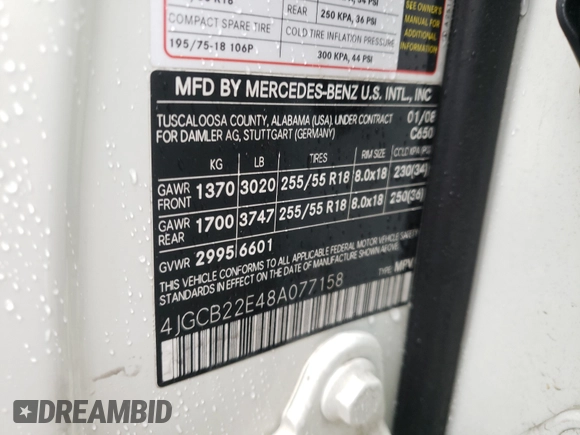 REAR
250 KPA, 36 PSI
COMPACT SPARE TIRE
COLD TIRE INFLATION PRESSURE
195/75-18 106P
300 KPA, 44 PSI
SEE OWNER'S
MANUAL FOR
ADDITIONAL
INFORMATION
MFD BY MERCEDES-BENZ U.S. INTL., INC
TUSCALOOSA COUNTY, ALABAMA (USA). UNDER CONTRACT
FOR DAIMLER AG, STUTTGART (GERMANY)
01/08
C650
KG LB TIRES RIM SIZE
GAWR FRONT 1370 3020 255/55 R18 8.0x18 230(34)
GAWR REAR 1700 3747 255/55 R18 8.0x18 250(36)
GVWR 2995 6601
THIS VEHICLE CONFORMS TO ALL APPLICABLE FEDERAL MOTOR VEHICLE SAFETY
STANDARDS IN EFFECT ON THE DATE OF MANUFACTURE SHOWN ABOVE
TYPE: MPV
4JGCB22E48A077158
DREAMBID